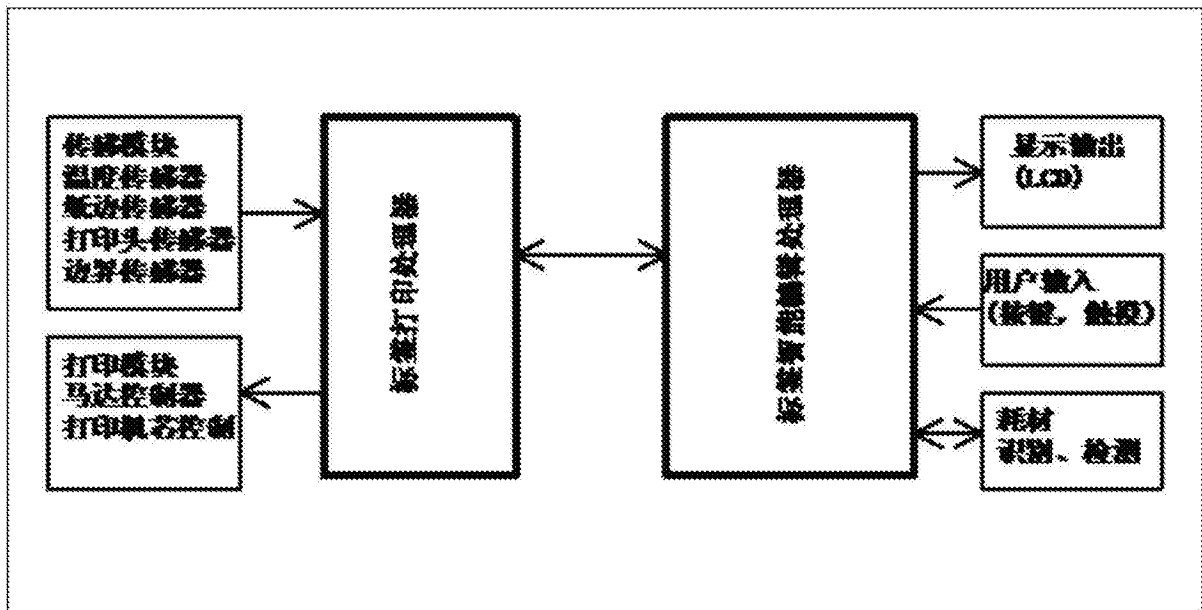 传感模块
温度传感器
纸边传感器
打印头传感器
边界传感器
打印模块
马达控制器
打印机芯控制
标签打印处理器
标签智能编辑处理器
显示输出
(LCD)
用户输入
(按键，触摸)
耗材
识别、检测